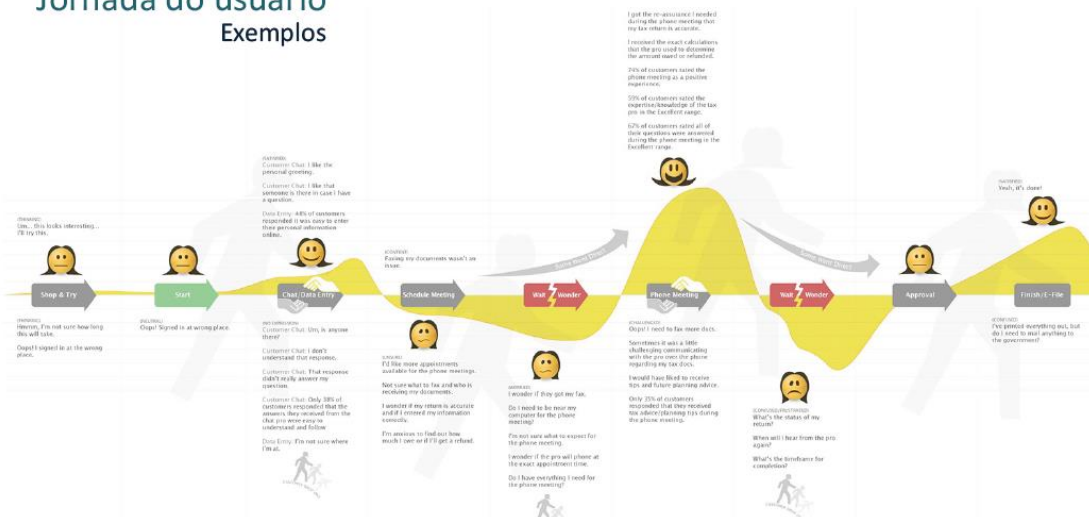 Jornada do usuário
Exemplos
I got the re-assurance I needed
during the phone meeting that
my tax return is accurate.
I received the exact calculations
that the pro used to determine
the amount owed or refunded.
74% of customers rated the
phone meeting as a positive
experience.
59% of customers rated the
expertise/knowledge of the tax
pro in the Excellent range.
62% of customers rated all of
their questions were answered
during the phone meeting in the
Excellent range.
Customer Chat: I like the
personal greeting.
Customer Chat: I like that
someone is there in case I have
a question.
Data Entry: 48% of customers
responded it was easy to enter
their personal information
online.
Um... this looks interesting...
I'll try this.
Faxing my documents wasn't an
issue.
Yeah, it's done!
Some More Direct
Some More Direct
Shop & Try
Start
Chat/Data Entry
Schedule Meeting
Wait Wonder
Phone Meeting
Wait Wonder
Approval
Finish/E-File
Hmmm, I'm not sure how long
this will take.
Oops! I signed in at the wrong
place.
Oops! Signed in at wrong place.
Customer Chat: Um, is anyone
there?
Customer Chat: I don't
understand that response.
Customer Chat: That response
didn't really answer my
question.
Customer Chat: Only 38% of
customers responded that the
answers they received from the
chat pro were easy to
understand and follow
Data Entry: I'm not sure where
I'm at.
I'd like more appointments
available for the phone meetings.
Not sure what to fax and who is
receiving my documents.
I wonder if my return is accurate
and if I entered my information
correctly.
I'm anxious to find out how
much I owe or if I'll get a refund.
I wonder if they got my fax.
Do I need to be near my
computer for the phone
meeting?
I'm not sure what to expect for
the phone meeting.
I wonder if the pro will phone at
the exact appointment time.
Do I have everything I need for
the phone meeting?
Oops! I need to fax more docs.
Sometimes it was a little
challenging communicating
with the pro over the phone
regarding my tax docs.
I would have liked to receive
tips and future planning advice.
Only 35% of customers
responded that they received
tax advice/planning tips during
the phone meeting.
(CONFUSED/FRUSTRATED)
What's the status of my
return?
When will I hear from the pro
again?
What's the timeframe for
completion?
(CONFUSED)
I've printed everything out, but
do I need to mail anything to
the government?